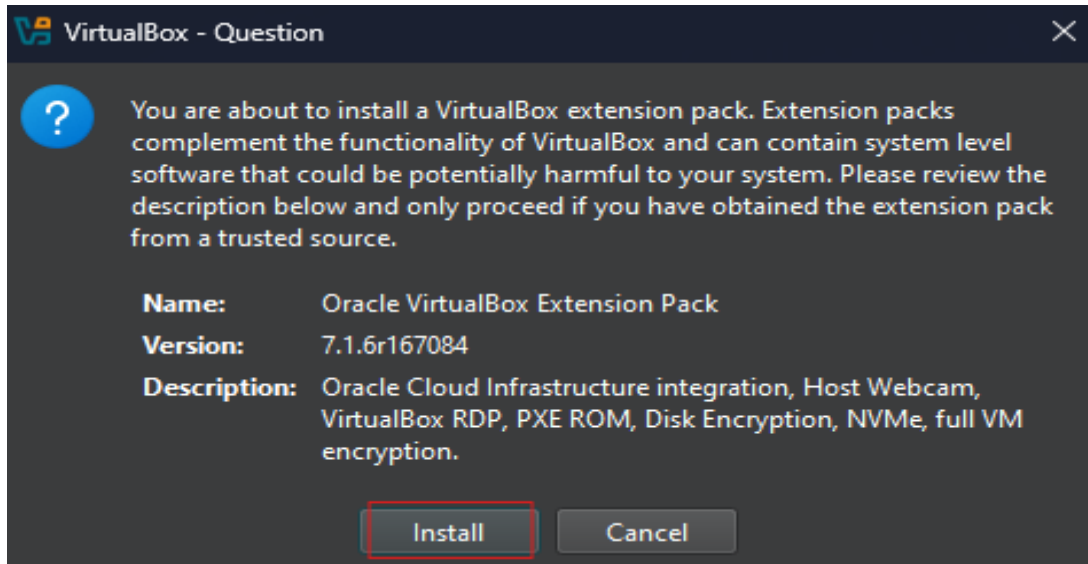 VirtualBox - Question
You are about to install a VirtualBox extension pack. Extension packs
complement the functionality of VirtualBox and can contain system level
software that could be potentially harmful to your system. Please review the
description below and only proceed if you have obtained the extension pack
from a trusted source.
Name: Oracle VirtualBox Extension Pack
Version: 7.1.6r167084
Description: Oracle Cloud Infrastructure integration, Host Webcam,
VirtualBox RDP, PXE ROM, Disk Encryption, NVMe, full VM
encryption.
Install Cancel